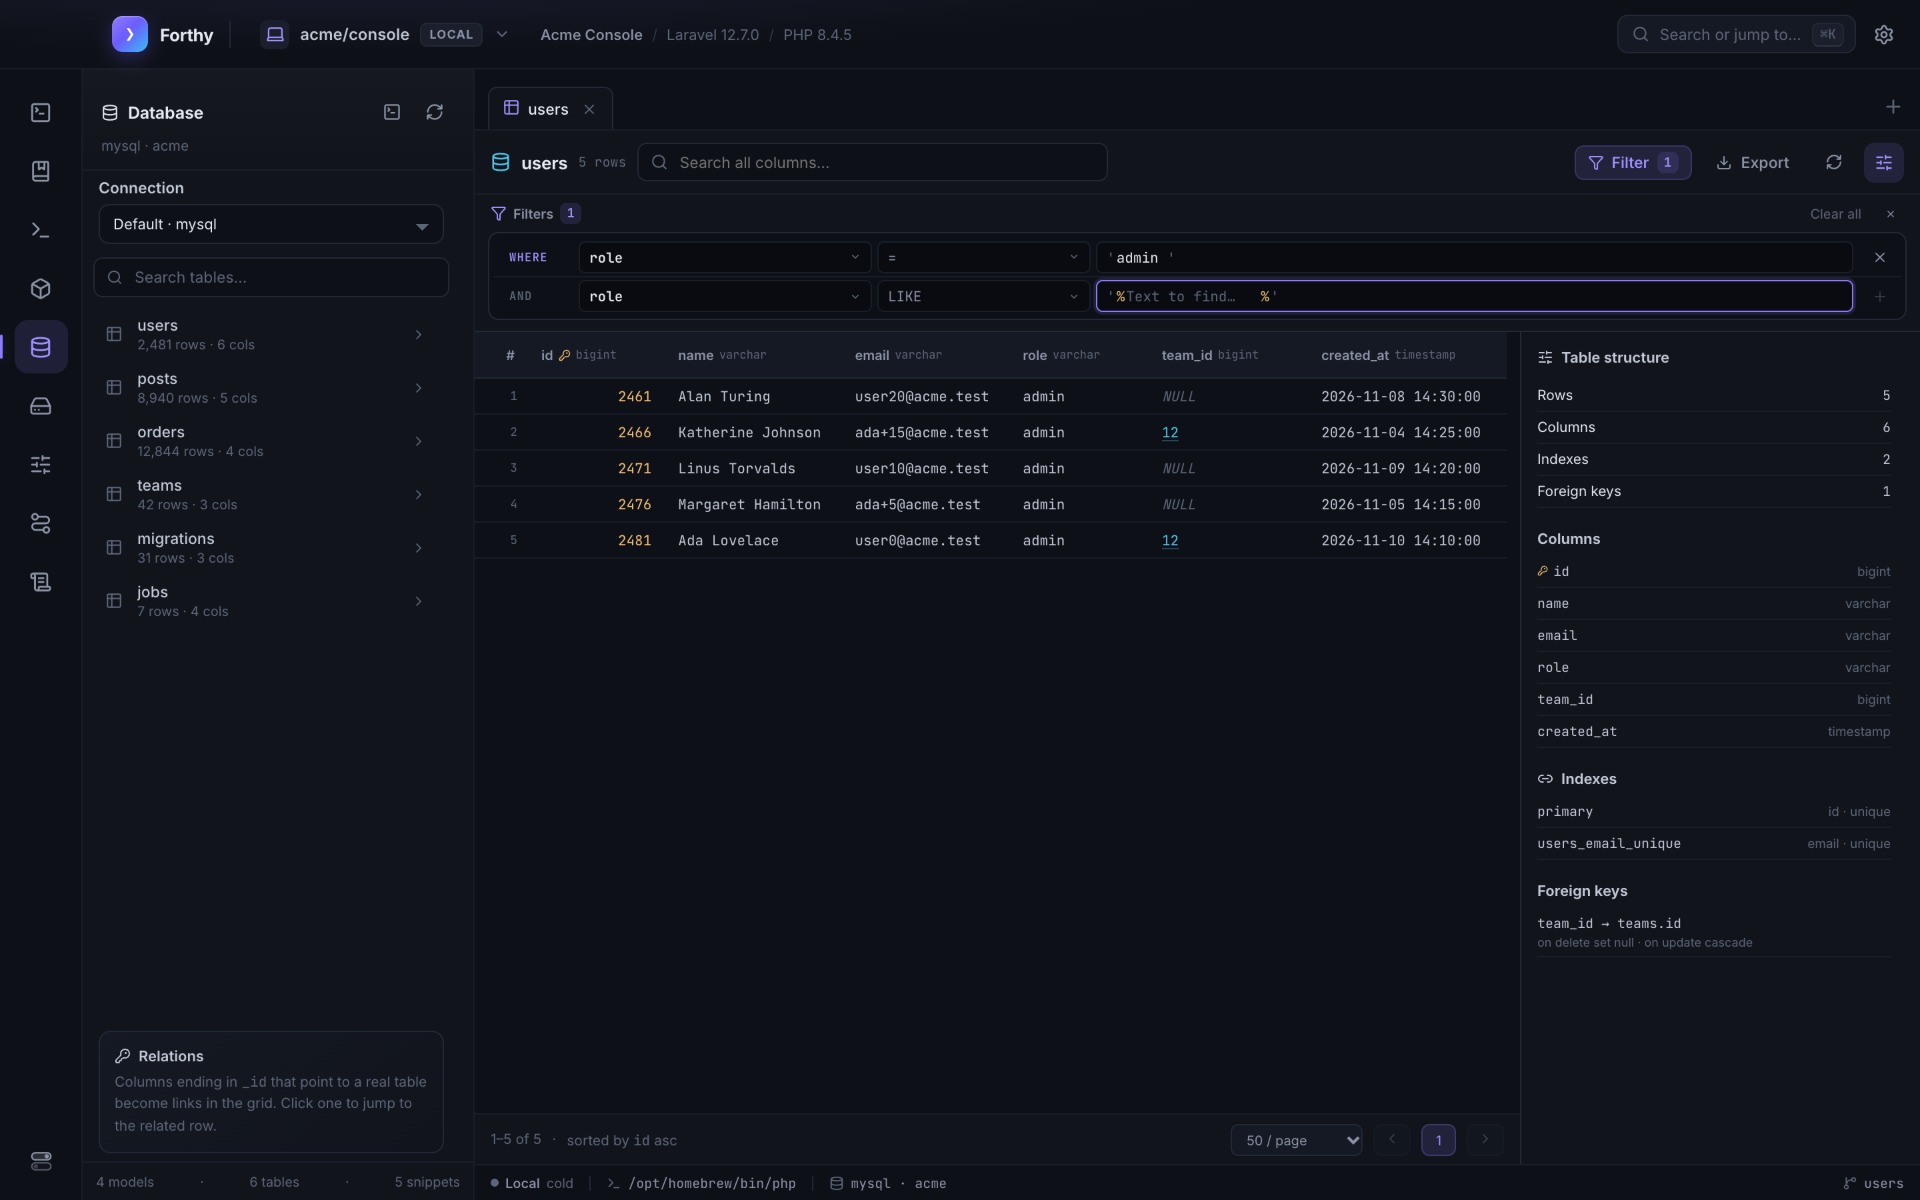 Forthy
acme/console LOCAL
Acme Console / Laravel 12.7.0 / PHP 8.4.5
Search or jump to... ⌘K
Database
mysql · acme
Connection
Default · mysql
Search tables...
users
2,481 rows · 6 cols
posts
8,940 rows · 5 cols
orders
12,844 rows · 4 cols
teams
42 rows · 3 cols
migrations
31 rows · 3 cols
jobs
7 rows · 4 cols
Relations
Columns ending in _id that point to a real table
become links in the grid. Click one to jump to
the related row.
4 models · 6 tables · 5 snippets
users
users 5 rows
Search all columns...
Filter 1
Export
Filters 1
Clear all
WHERE role = 'admin '
AND role LIKE '%Text to find… %'
# id bigint name varchar email varchar role varchar team_id bigint created_at timestamp
1 2461 Alan Turing user20@acme.test admin NULL 2026-11-08 14:30:00
2 2466 Katherine Johnson ada+15@acme.test admin 12 2026-11-04 14:25:00
3 2471 Linus Torvalds user10@acme.test admin NULL 2026-11-09 14:20:00
4 2476 Margaret Hamilton ada+5@acme.test admin NULL 2026-11-05 14:15:00
5 2481 Ada Lovelace user0@acme.test admin 12 2026-11-10 14:10:00
1–5 of 5 · sorted by id asc
50 / page
1
Table structure
Rows 5
Columns 6
Indexes 2
Foreign keys 1
Columns
id bigint
name varchar
email varchar
role varchar
team_id bigint
created_at timestamp
Indexes
primary id · unique
users_email_unique email · unique
Foreign keys
team_id → teams.id
on delete set null · on update cascade
Local cold
/opt/homebrew/bin/php
mysql · acme
users